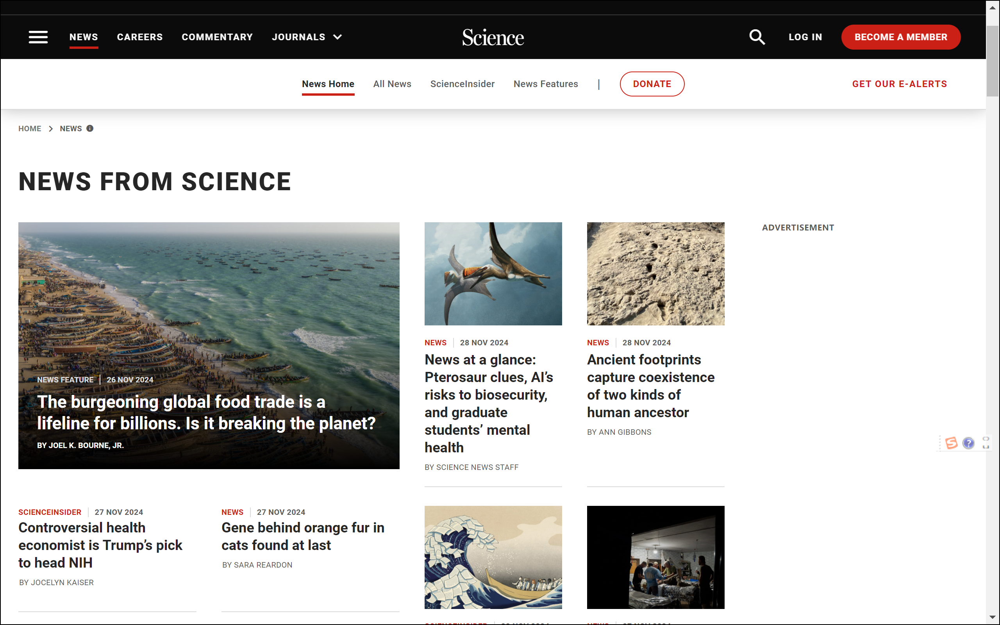 NEWS CAREERS COMMENTARY JOURNALS Science LOG IN BECOME A MEMBER
News Home All News ScienceInsider News Features | DONATE GET OUR E-ALERTS
HOME NEWS
NEWS FROM SCIENCE
NEWS FEATURE 26 NOV 2024
The burgeoning global food trade is a
lifeline for billions. Is it breaking the planet?
BY JOEL K. BOURNE, JR.
NEWS 28 NOV 2024
News at a glance:
Pterosaur clues, AI’s
risks to biosecurity,
and graduate
students’ mental
health
BY SCIENCE NEWS STAFF
NEWS 28 NOV 2024
Ancient footprints
capture coexistence
of two kinds of
human ancestor
BY ANN GIBBONS
ADVERTISEMENT
SCIENCEINSIDER 27 NOV 2024
Controversial health
economist is Trump’s pick
to head NIH
BY JOCELYN KAISER
NEWS 27 NOV 2024
Gene behind orange fur in
cats found at last
BY SARA REARDON